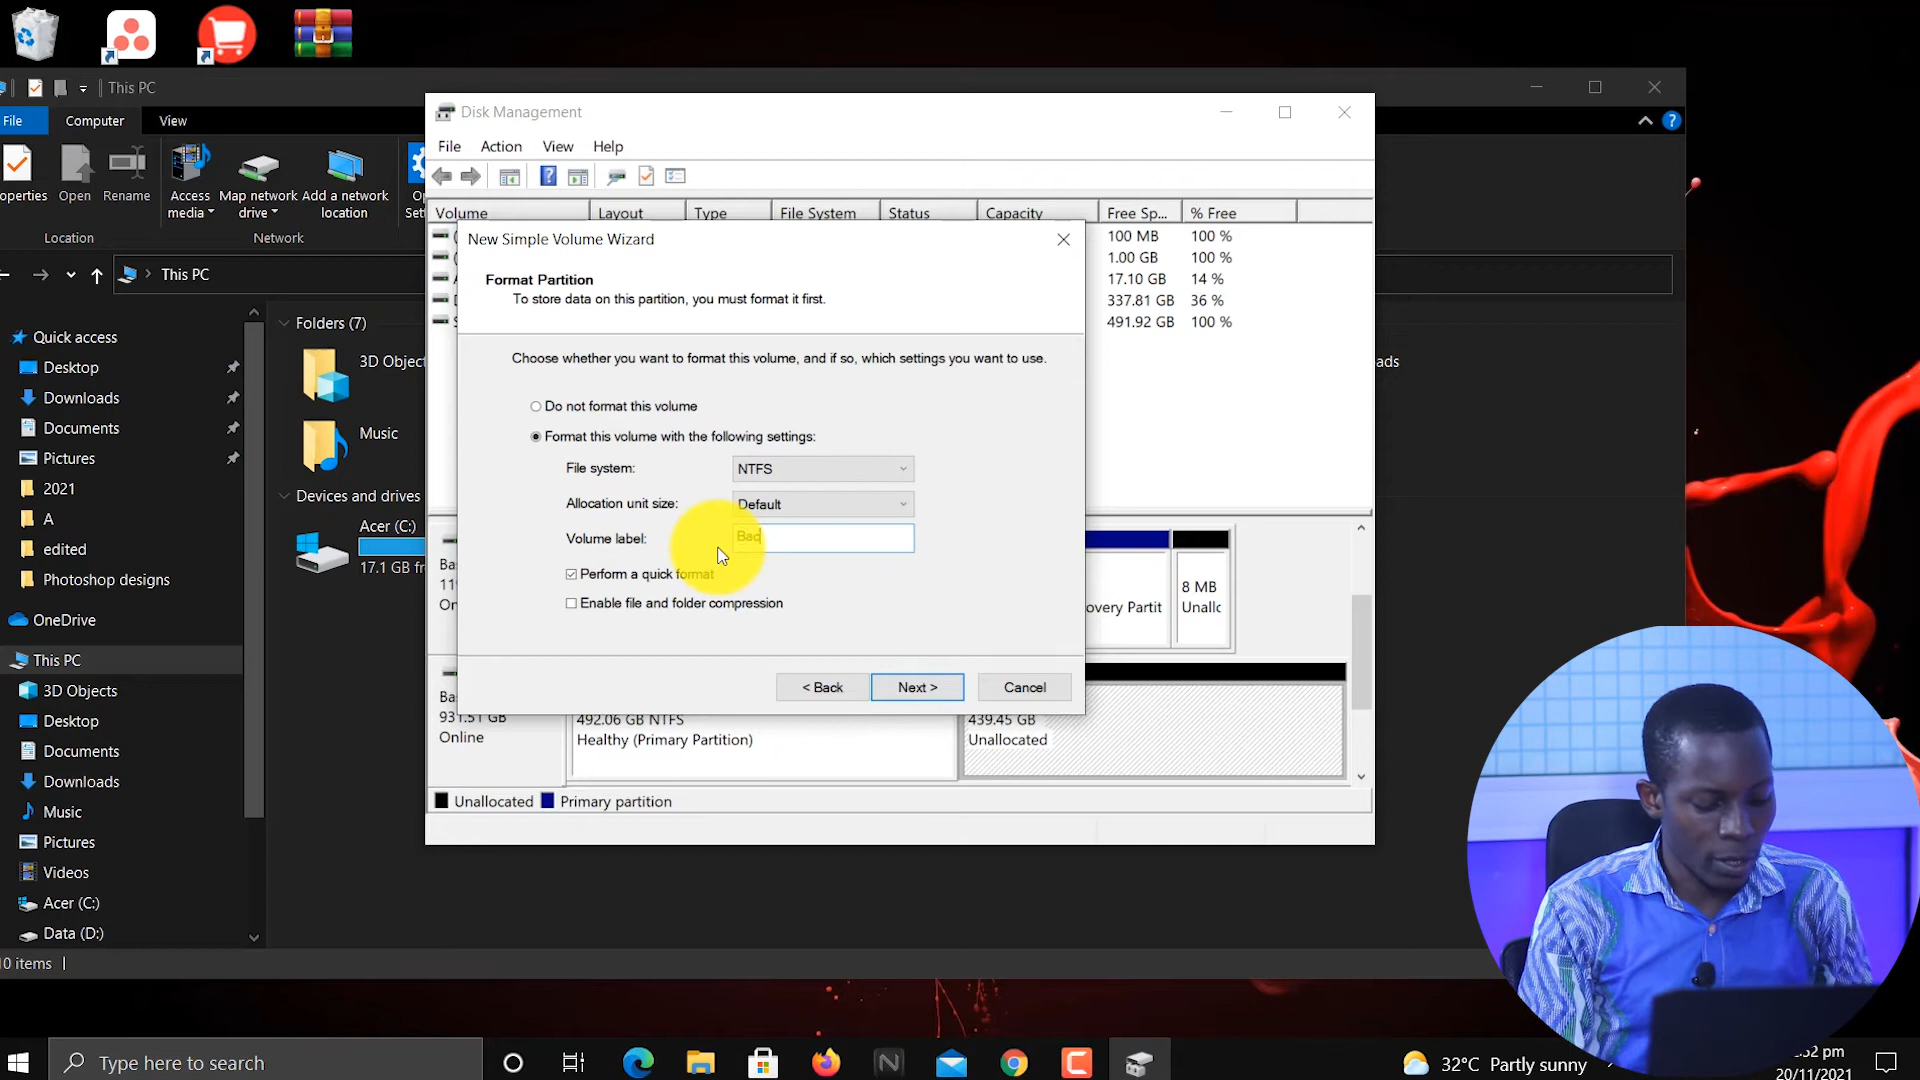 This PC
File
Computer
View
operties
Open
Rename
Access
media
Map network
drive
Add a network
location
Location
Network
This PC
Quick access
Desktop
Downloads
Documents
Pictures
2021
A
edited
Photoshop designs
OneDrive
This PC
3D Objects
Desktop
Documents
Downloads
Music
Pictures
Videos
Acer (C:)
Data (D:)
10 items
Folders (7)
3D Objec
Music
Devices and drives
Acer (C:)
17.1 GB fr
Disk Management
File
Action
View
Help
Volume
Layout
Type
File System
Status
Capacity
Free Sp...
% Free
100 MB
100 %
1.00 GB
100 %
17.10 GB
14 %
337.81 GB
36 %
491.92 GB
100 %
New Simple Volume Wizard
Format Partition
To store data on this partition, you must format it first.
Choose whether you want to format this volume, and if so, which settings you want to use.
Do not format this volume
Format this volume with the following settings:
File system:
NTFS
Allocation unit size:
Default
Volume label:
Bac
Perform a quick format
Enable file and folder compression
< Back
Next >
Cancel
ads
Ba
11
On
overy Partit
8 MB
Unallc
Ba
931.51 GB
Online
492.06 GB NTFS
Healthy (Primary Partition)
439.45 GB
Unallocated
Unallocated
Primary partition
Type here to search
32°C Partly sunny
:52 pm
20/11/2021